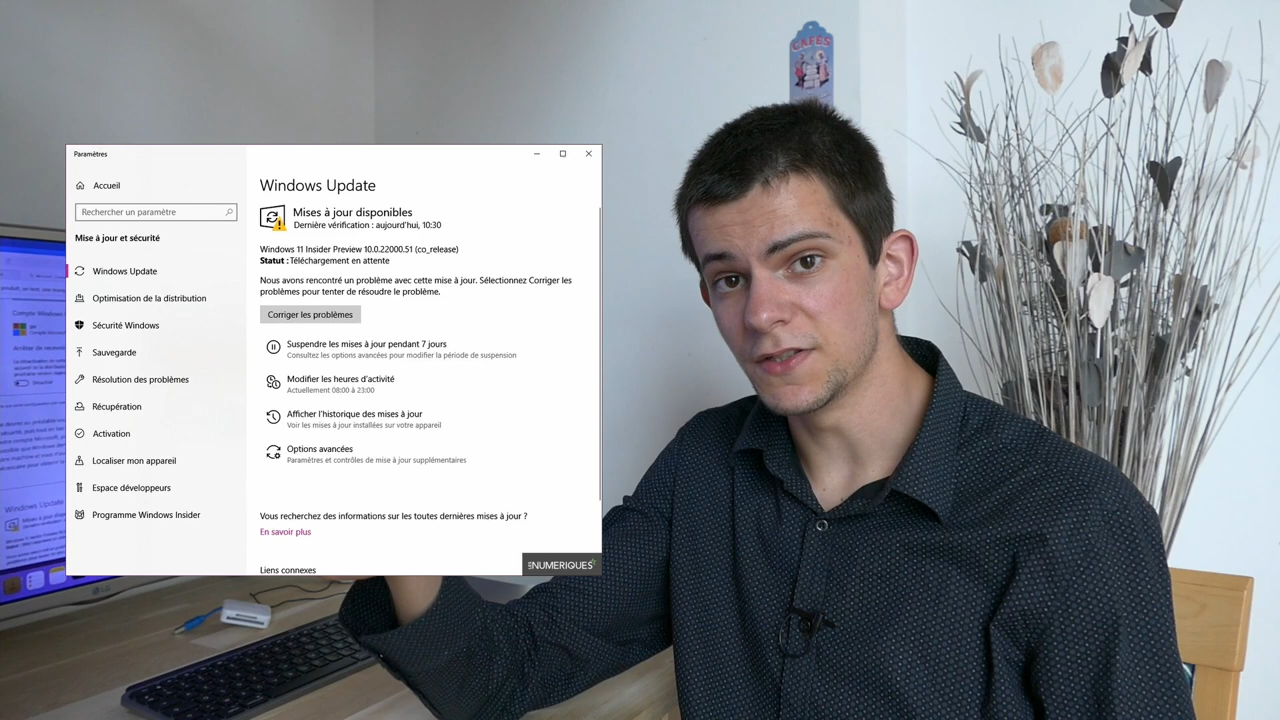 CAFES
Paramètres
Accueil
Rechercher un paramètre
Mise à jour et sécurité
Windows Update
Optimisation de la distribution
Sécurité Windows
Sauvegarde
Résolution des problèmes
Récupération
Activation
Localiser mon appareil
Espace développeurs
Programme Windows Insider
Windows Update
Mises à jour disponibles
Dernière vérification : aujourd'hui, 10:30
Windows 11 Insider Preview 10.0.22000.51 (co_release)
Statut : Téléchargement en attente
Nous avons rencontré un problème avec cette mise à jour. Sélectionnez Corriger les
problèmes pour tenter de résoudre le problème.
Corriger les problèmes
Suspendre les mises à jour pendant 7 jours
Consultez les options avancées pour modifier la période de suspension
Modifier les heures d'activité
Actuellement 08:00 à 23:00
Afficher l'historique des mises à jour
Voir les mises à jour installées sur votre appareil
Options avancées
Paramètres et contrôles de mise à jour supplémentaires
Vous recherchez des informations sur les toutes dernières mises à jour ?
En savoir plus
Liens connexes
LES NUMERIQUES
Compte Windows
Windows Update
LG